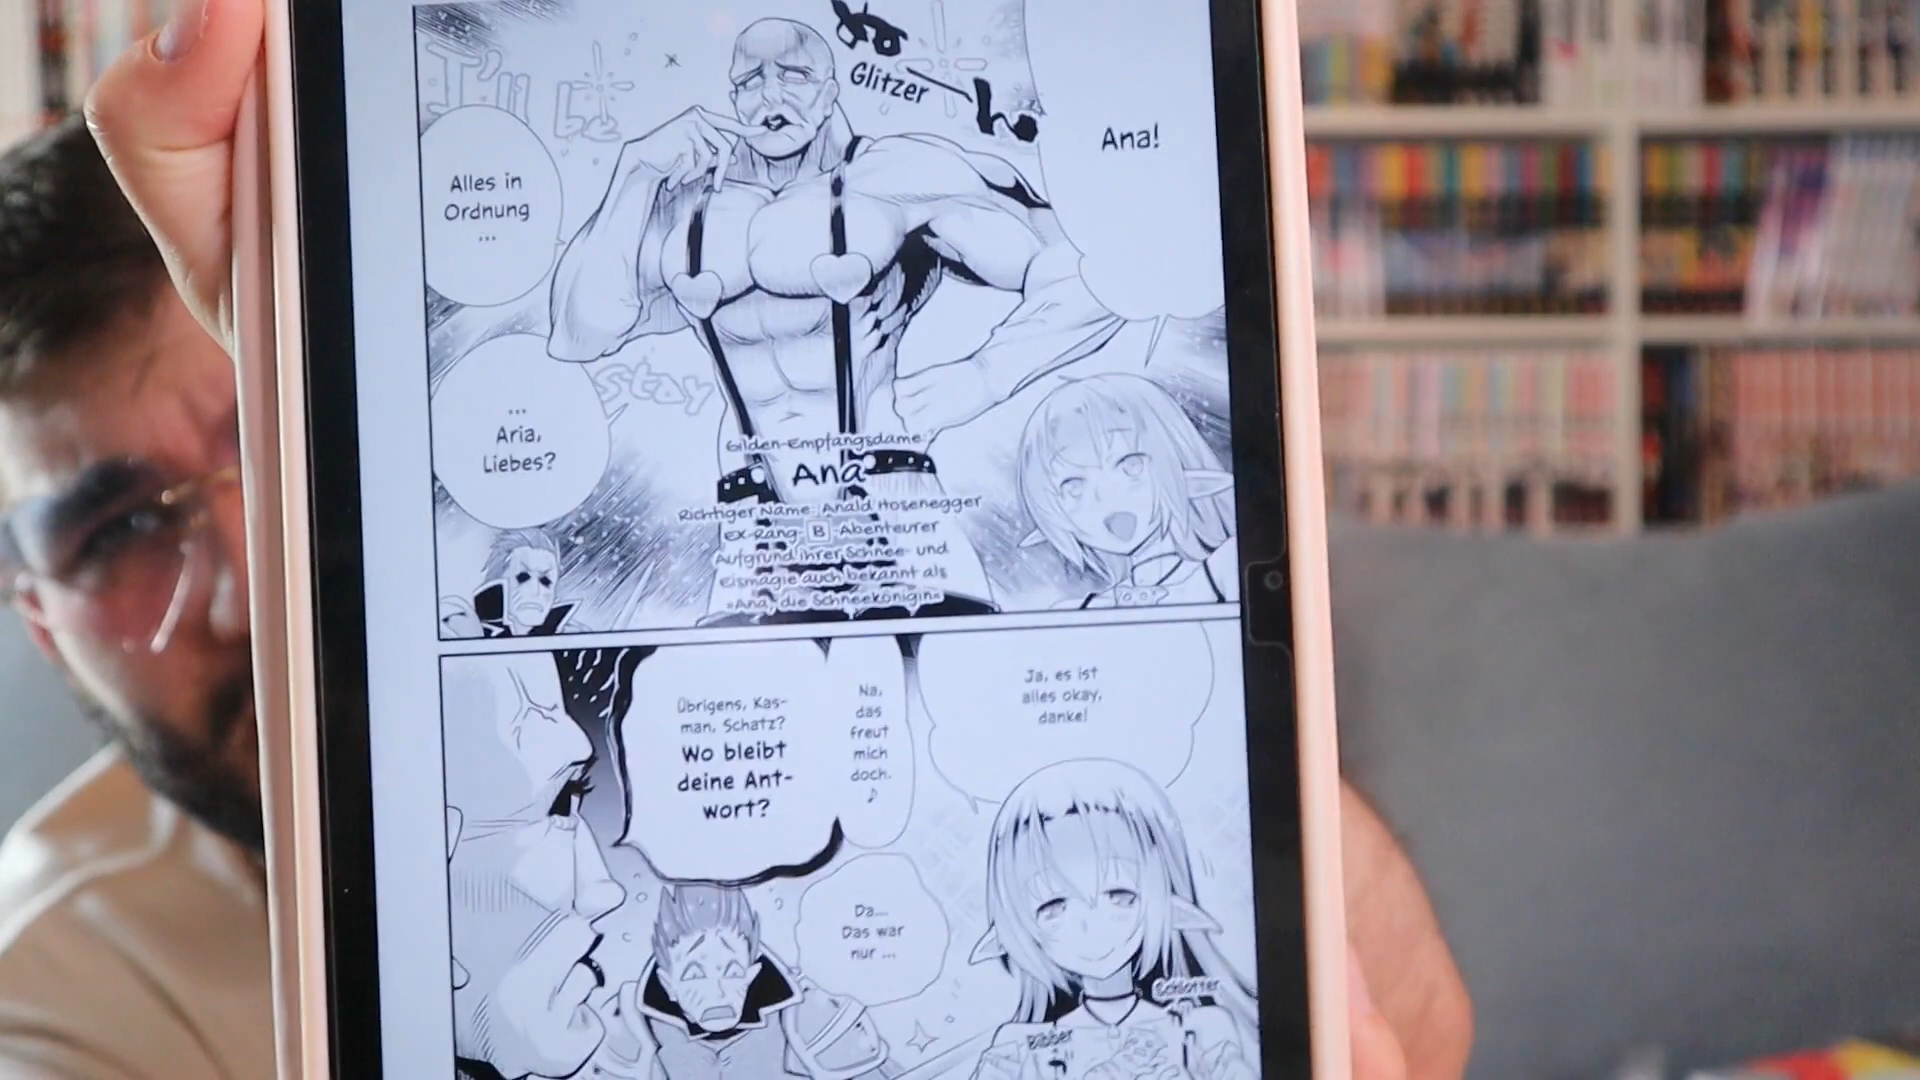 I'll be
Glitzer
Ana!
Alles in
Ordnung
...
stay
...
Aria,
Liebes?
Gilden-Empfangsdame:
Ana
Richtiger Name: Anald Hosenegger
Ex-Rang-B-Abenteurer
Aufgrund ihrer Schnee- und
Eismagie auch bekannt als
»Ana, die Schneekönigin«
Ja, es ist
alles okay,
danke!
Na,
das
freut
mich
doch.
♪
Übrigens, Kas-
man, Schatz?
Wo bleibt
deine Ant-
wort?
Da...
Das war
nur ...
Schlotter
Bibber